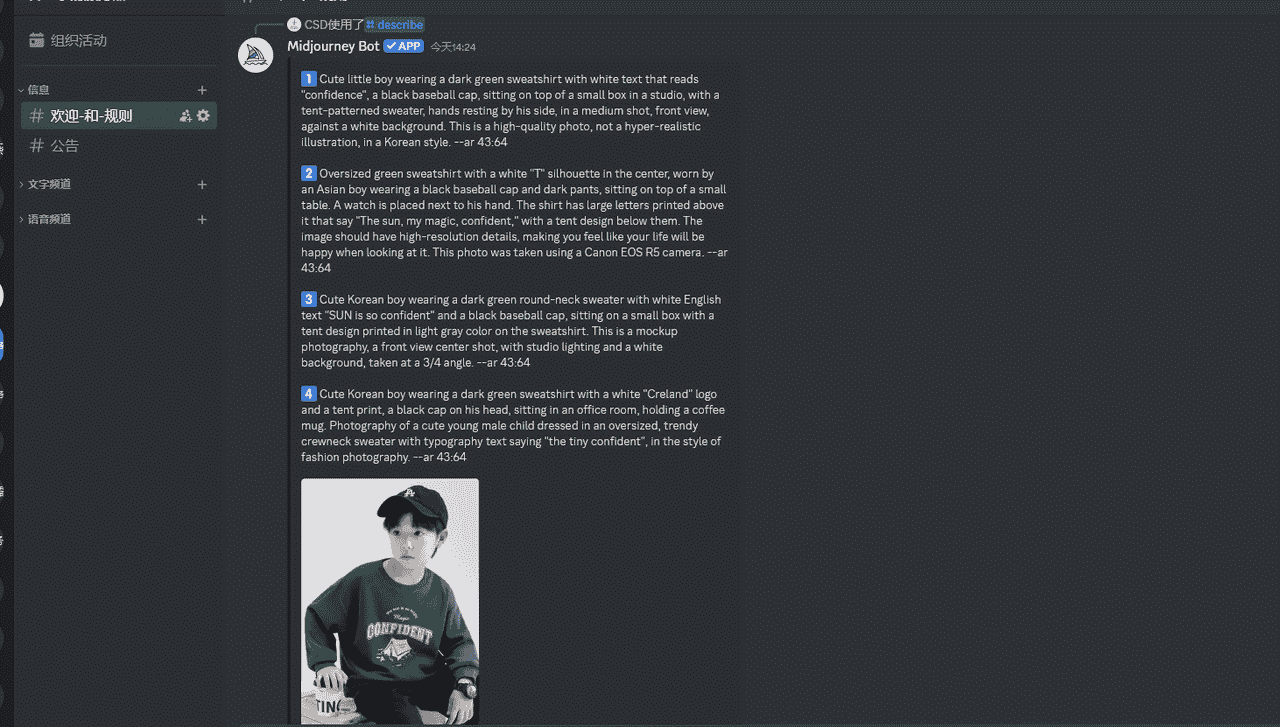 组织活动
信息
欢迎-和-规则
公告
文字频道
语音频道
CSD使用了 describe
Midjourney Bot APP 今天14:24
1 Cute little boy wearing a dark green sweatshirt with white text that reads
"confidence", a black baseball cap, sitting on top of a small box in a studio, with a
tent-patterned sweater, hands resting by his side, in a medium shot, front view,
against a white background. This is a high-quality photo, not a hyper-realistic
illustration, in a Korean style. --ar 43:64
2 Oversized green sweatshirt with a white "T" silhouette in the center, worn by
an Asian boy wearing a black baseball cap and dark pants, sitting on top of a small
table. A watch is placed next to his hand. The shirt has large letters printed above
it that say "The sun, my magic, confident," with a tent design below them. The
image should have high-resolution details, making you feel like your life will be
happy when looking at it. This photo was taken using a Canon EOS R5 camera. --ar
43:64
3 Cute Korean boy wearing a dark green round-neck sweater with white English
text "SUN is so confident" and a black baseball cap, sitting on a small box with a
tent design printed in light gray color on the sweatshirt. This is a mockup
photography, a front view center shot, with studio lighting and a white
background, taken at a 3/4 angle. --ar 43:64
4 Cute Korean boy wearing a dark green sweatshirt with a white "Creland" logo
and a tent print, a black cap on his head, sitting in an office room, holding a coffee
mug. Photography of a cute young male child dressed in an oversized, trendy
crewneck sweater with typography text saying "the tiny confident", in the style of
fashion photography. --ar 43:64
Magic
CONFIDENT
TING